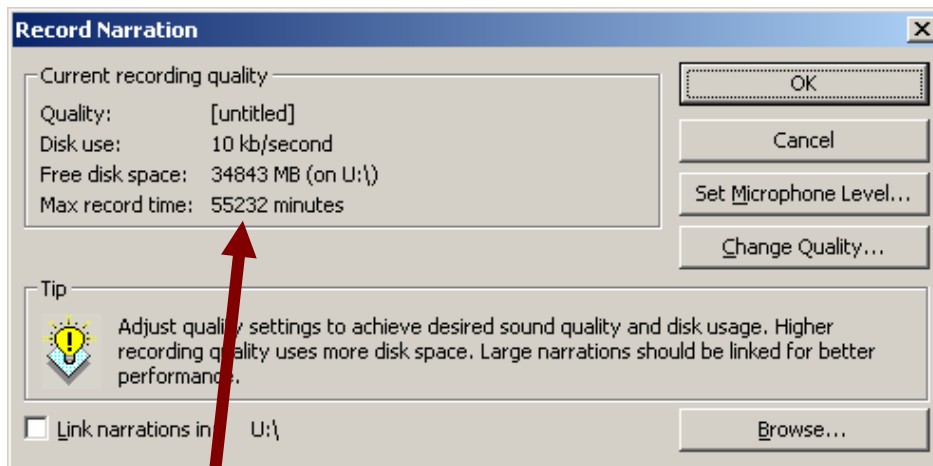 Record Narration
Current recording quality
Quality: [untitled]
Disk use: 10 kb/second
Free disk space: 34843 MB (on U:\)
Max record time: 55232 minutes
OK
Cancel
Set Microphone Level...
Change Quality...
Tip
Adjust quality settings to achieve desired sound quality and disk usage. Higher
recording quality uses more disk space. Large narrations should be linked for better
performance.
Link narrations in: U:\
Browse...